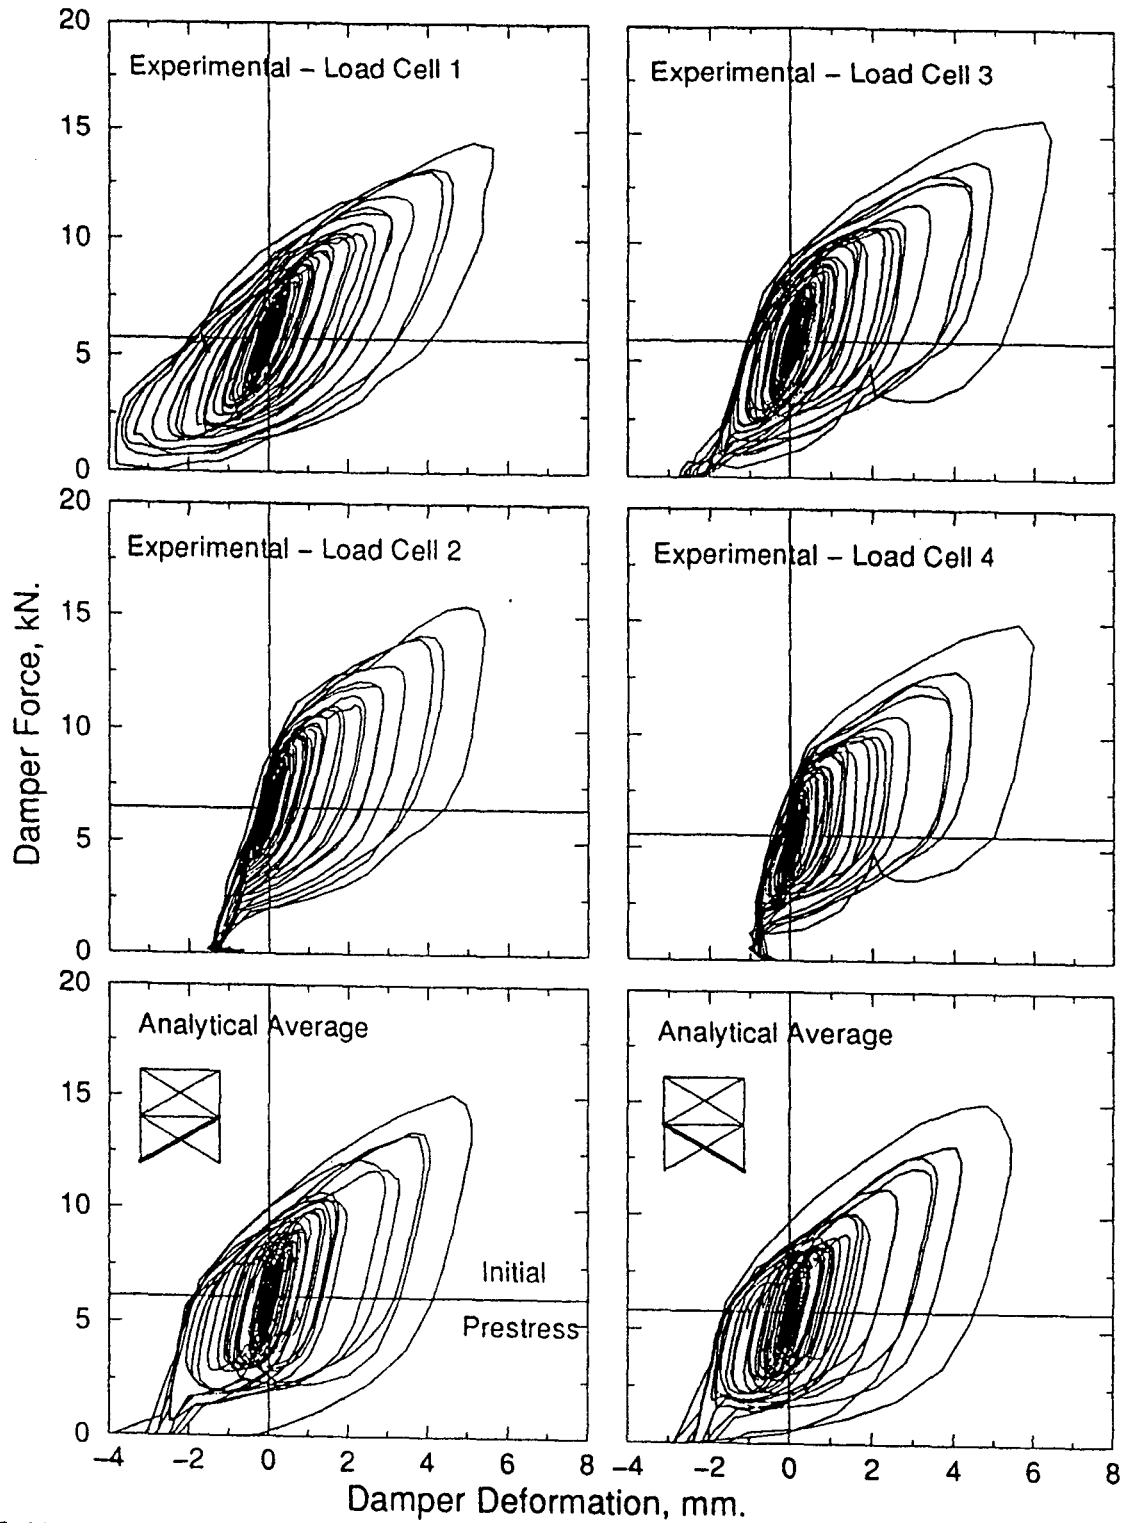 20
15
10
5
0
Experimental – Load Cell 1
Experimental – Load Cell 3
20
15
10
5
0
Experimental – Load Cell 2
Experimental – Load Cell 4
Damper Force, kN.
20
15
10
5
0
Analytical Average
Initial
Prestress
Analytical Average
−4 −2 0 2 4 6 8
−4 −2 0 2 4 6 8
Damper Deformation, mm.